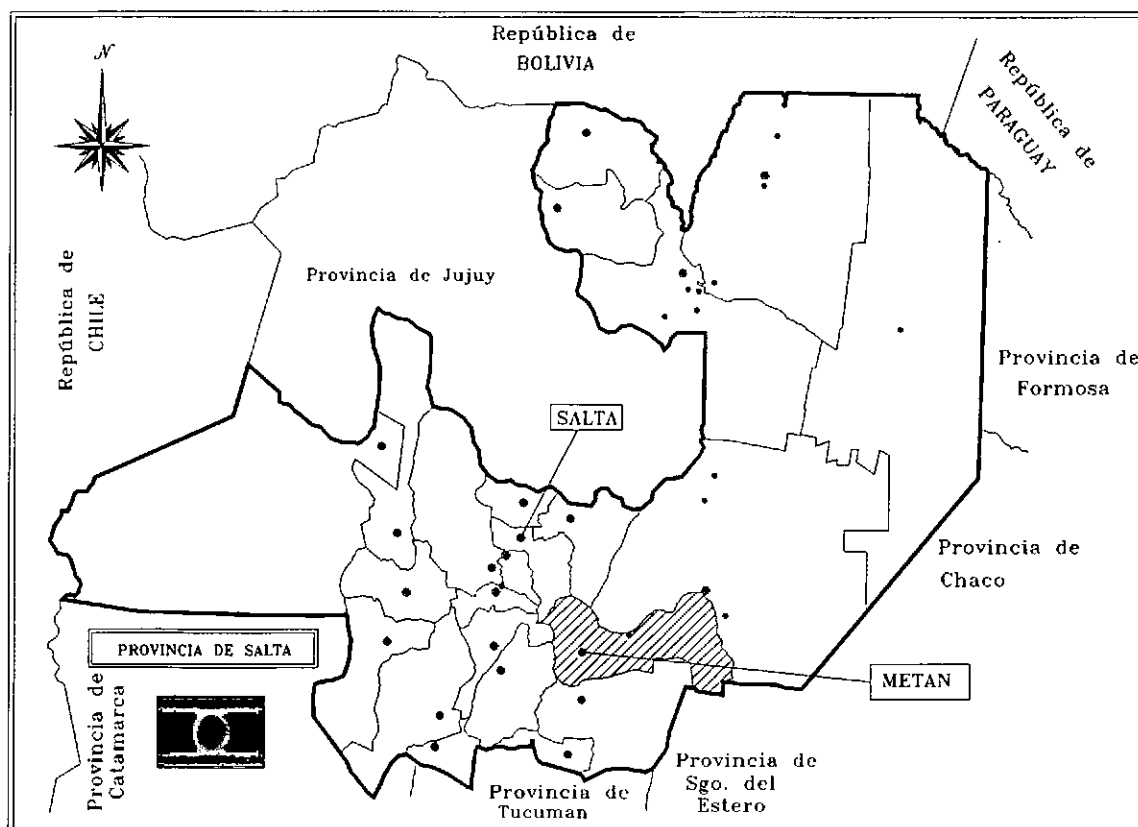 N
República de
BOLIVIA
República de
PARAGUAY
República de
CHILE
Provincia de Jujuy
SALTA
Provincia de
Formosa
Provincia de
Chaco
PROVINCIA DE SALTA
METAN
Provincia de
Catamarca
Provincia de
Tucuman
Provincia de
Sgo. del
Estero